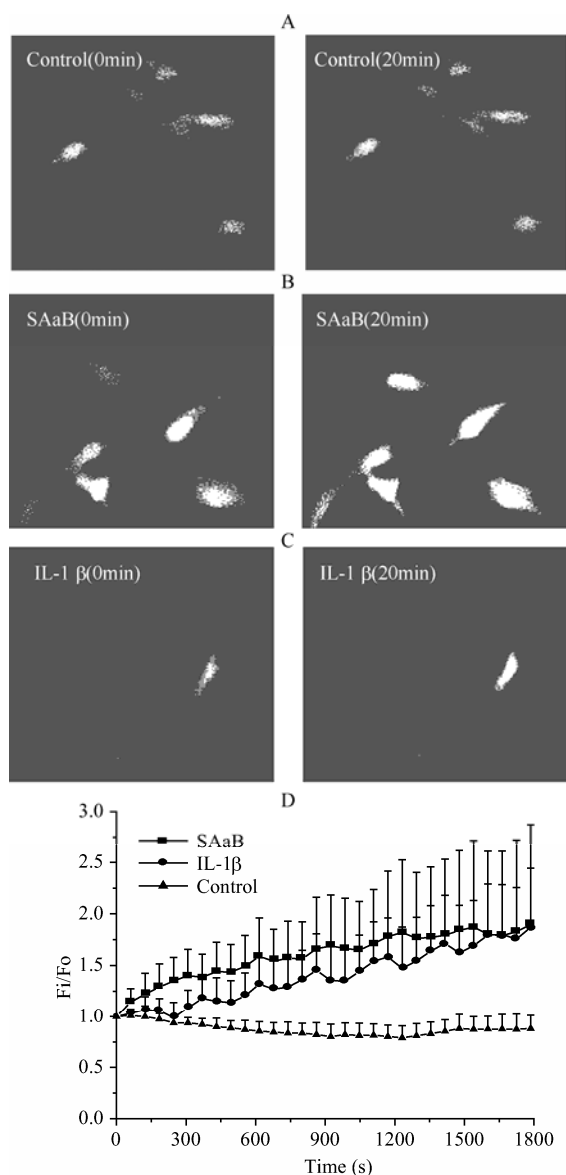 A
Control(0min)
Control(20min)
B
SAaB(0min)
SAaB(20min)
C
IL-1 β(0min)
IL-1 β(20min)
D
3.0
2.5
2.0
1.5
1.0
0.5
0.0
Fi/Fo
SAaB
IL-1β
Control
0
300
600
900
1200
1500
1800
Time (s)